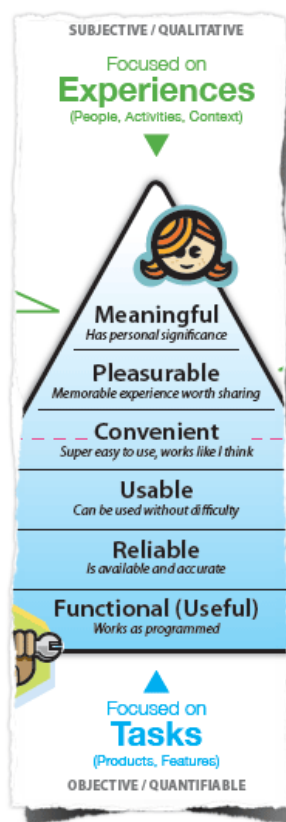 SUBJECTIVE / QUALITATIVE
Focused on
Experiences
(People, Activities, Context)
Meaningful
Has personal significance
Pleasurable
Memorable experience worth sharing
Convenient
Super easy to use, works like I think
Usable
Can be used without difficulty
Reliable
Is available and accurate
Functional (Useful)
Works as programmed
Focused on
Tasks
(Products, Features)
OBJECTIVE / QUANTIFIABLE